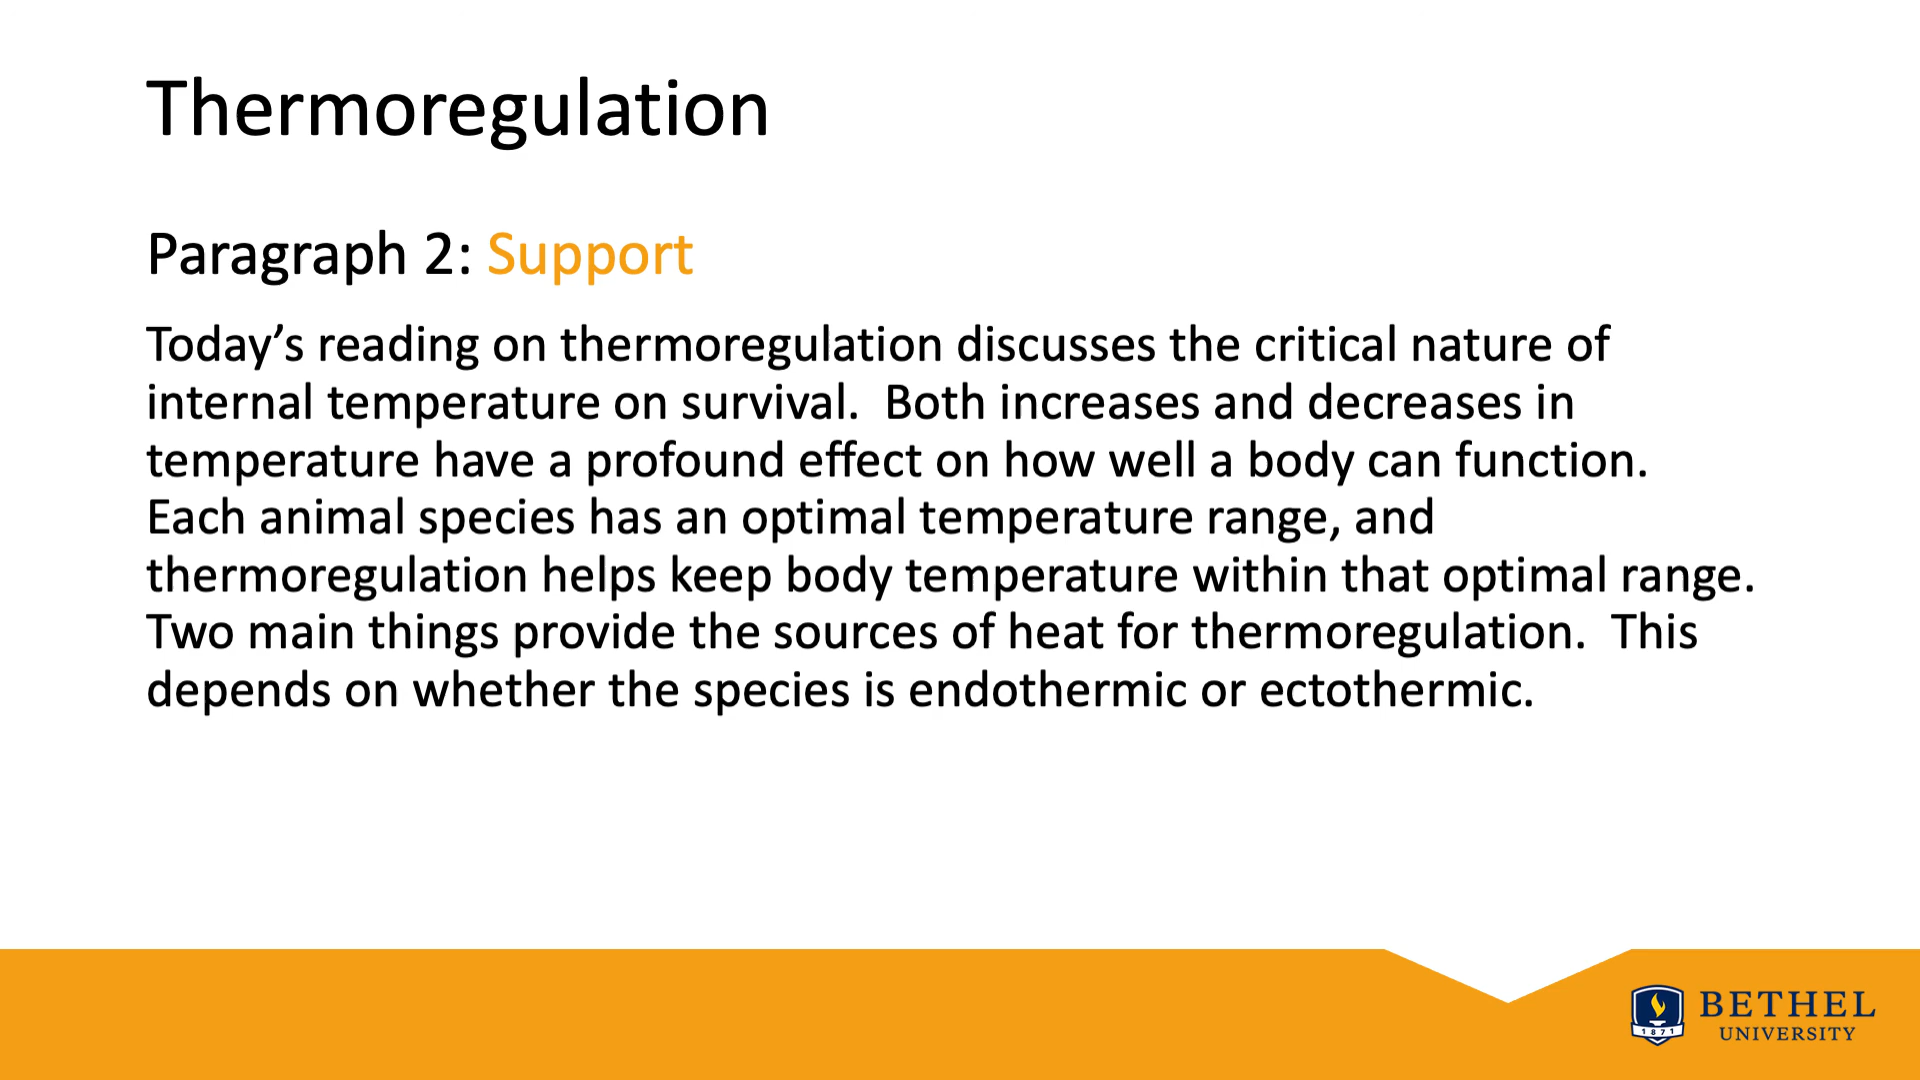 Thermoregulation
Paragraph 2: Support
Today’s reading on thermoregulation discusses the critical nature of
internal temperature on survival.  Both increases and decreases in
temperature have a profound effect on how well a body can function.
Each animal species has an optimal temperature range, and
thermoregulation helps keep body temperature within that optimal range.
Two main things provide the sources of heat for thermoregulation.  This
depends on whether the species is endothermic or ectothermic.
1871
BETHEL
UNIVERSITY